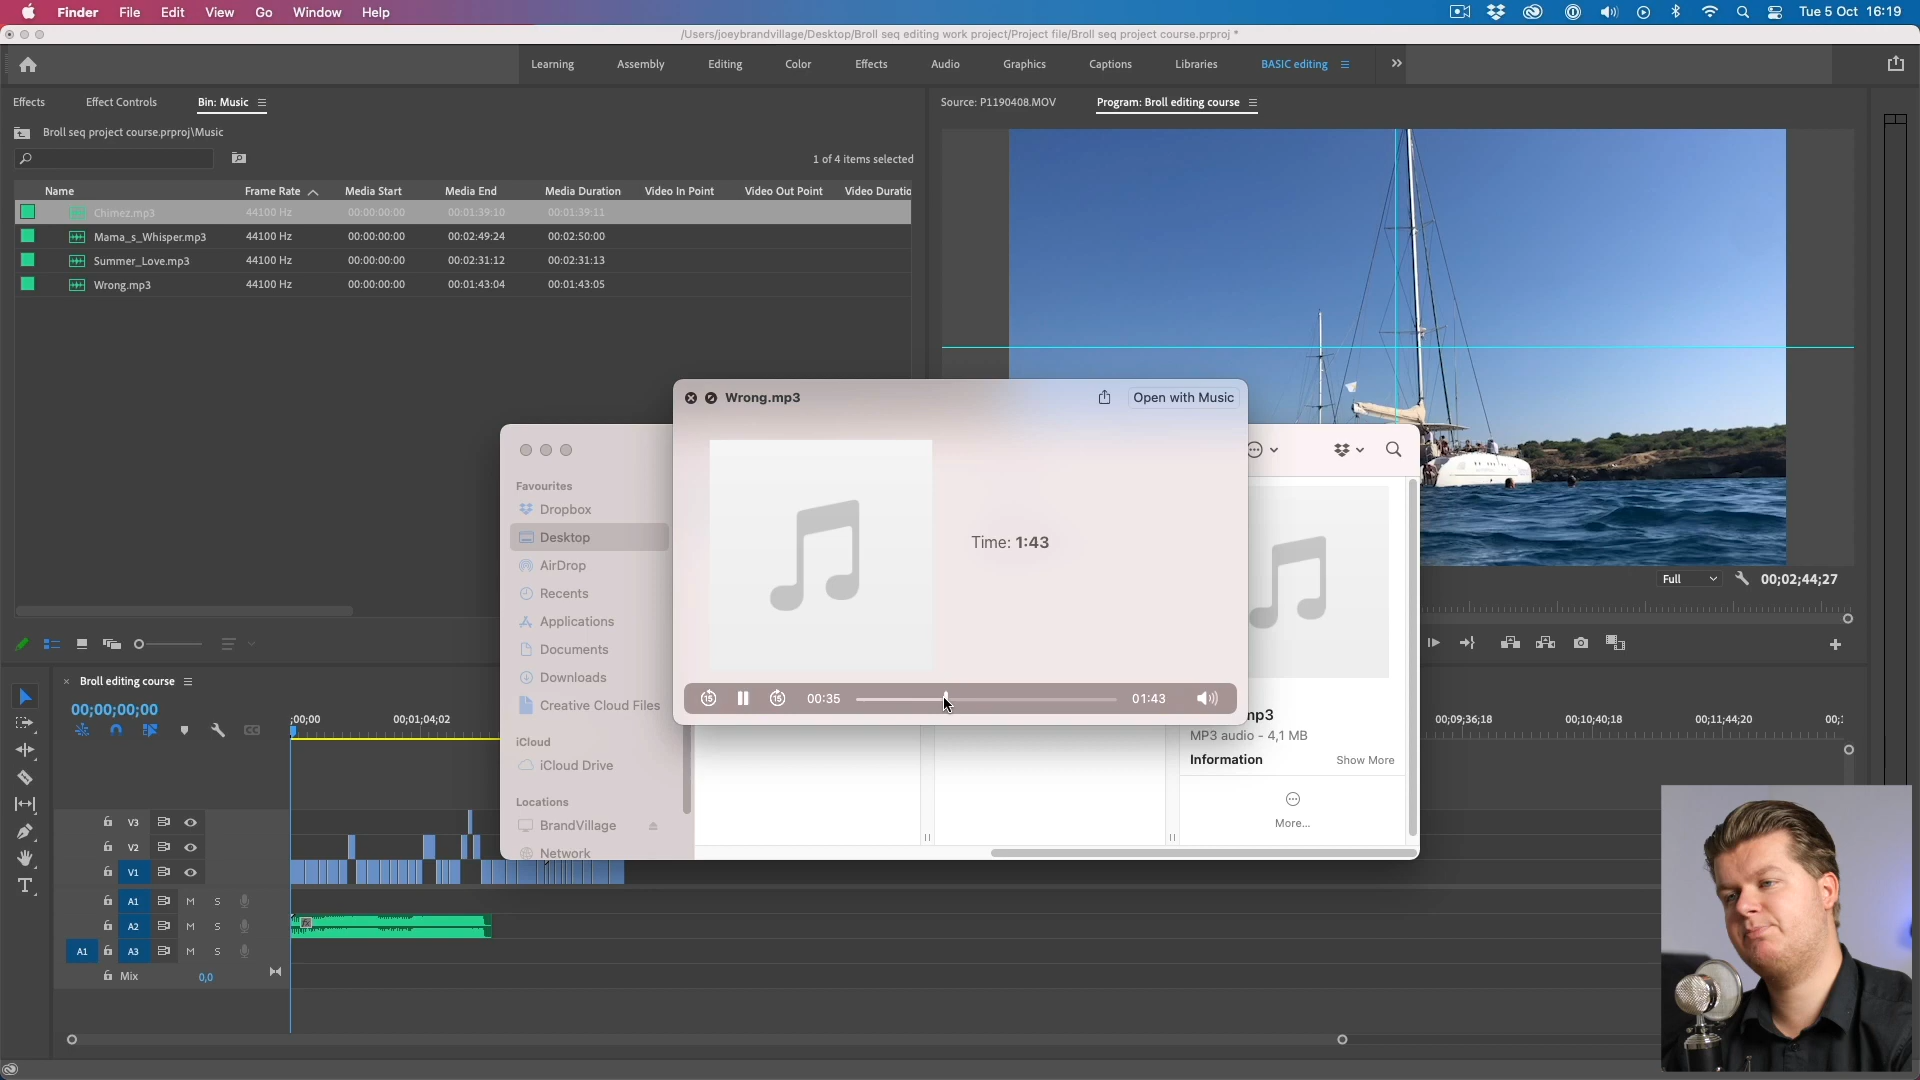 Finder File Edit View Go Window Help
Tue 5 Oct 16:19
/Users/joeybrandvillage/Desktop/Broll seq editing work project/Project file/Broll seq project course.prproj *
Learning Assembly Editing Color Effects Audio Graphics Captions Libraries BASIC editing
Effects Effect Controls Bin: Music
Source: P1190408.MOV Program: Broll editing course
Broll seq project course.prproj\Music
1 of 4 items selected
Name Frame Rate Media Start Media End Media Duration Video In Point Video Out Point Video Duratio
Chimez.mp3 44100 Hz 00:00:00:00 00:01:39:10 00:01:39:11
Mama_s_Whisper.mp3 44100 Hz 00:00:00:00 00:02:49:24 00:02:50:00
Summer_Love.mp3 44100 Hz 00:00:00:00 00:02:31:12 00:02:31:13
Wrong.mp3 44100 Hz 00:00:00:00 00:01:43:04 00:01:43:05
Wrong.mp3
Open with Music
Time: 1:43
15 15 00:35 01:43
Favourites
Dropbox
Desktop
AirDrop
Recents
Applications
Documents
Downloads
Creative Cloud Files
iCloud
iCloud Drive
Locations
BrandVillage
Network
np3
MP3 audio - 4,1 MB
Information Show More
More...
Full 00;02;44;27
Broll editing course
00;00;00;00
;00;00 00;01;04;02 00;09;36;18 00;10;40;18 00;11;44;20 00;:
V3
V2
V1
A1 M S
A2 M S
A1 A3 M S
Mix 0,0
fx